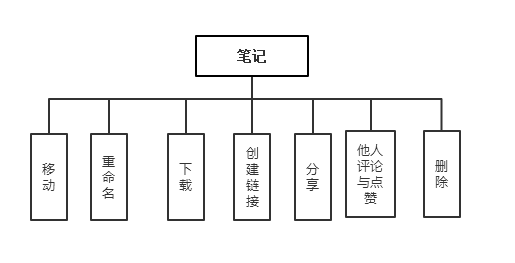 笔记
移
动
重
命
名
下
载
创
建
链
接
分
享
他人
评论
与点
赞
删
除